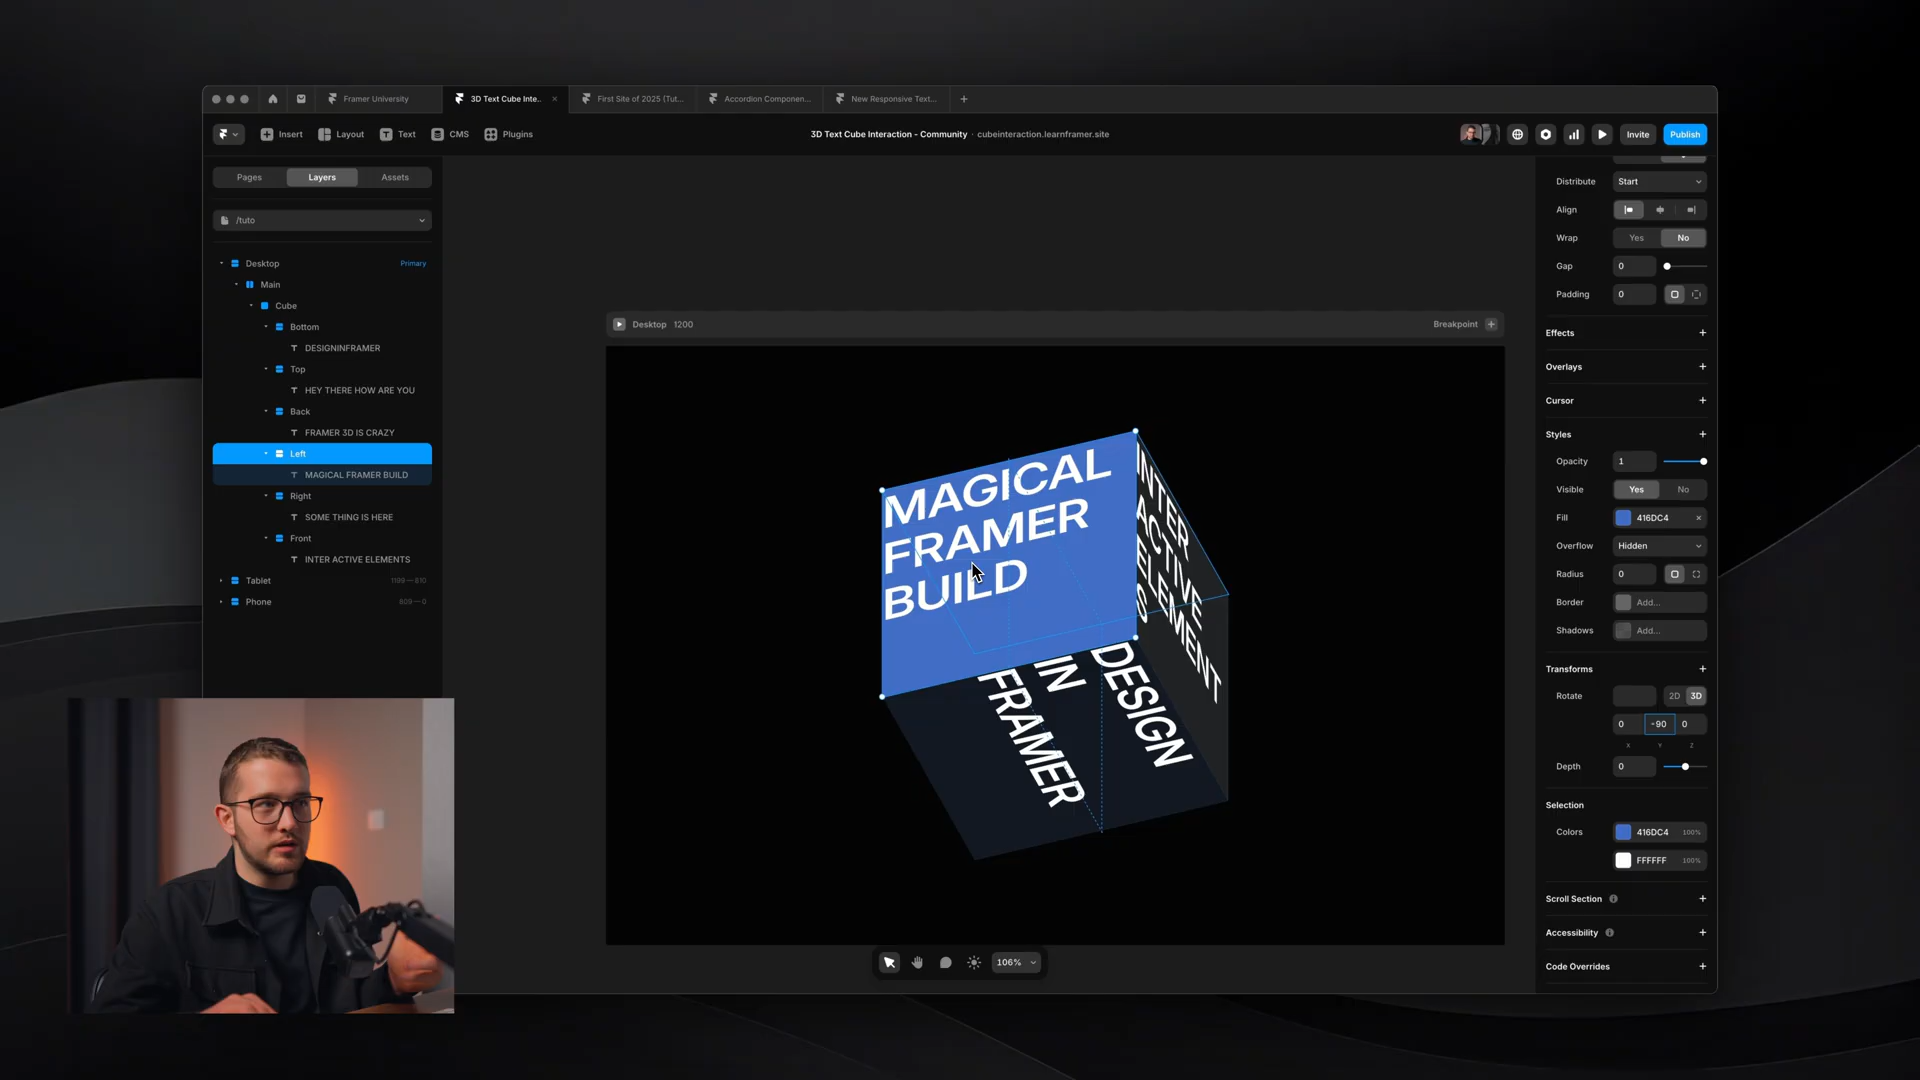 Framer University
3D Text Cube Inte..
First Site of 2025 (Tut...
Accordion Componen...
New Responsive Text...
Insert
Layout
Text
CMS
Plugins
3D Text Cube Interaction - Community · cubeinteraction.learnframer.site
Invite
Publish
Pages
Layers
Assets
/tuto
Desktop
Primary
Main
Cube
Bottom
DESIGNINFRAMER
Top
HEY THERE HOW ARE YOU
Back
FRAMER 3D IS CRAZY
Left
MAGICAL FRAMER BUILD
Right
SOME THING IS HERE
Front
INTER ACTIVE ELEMENTS
Tablet
1199 — 810
Phone
809 — 0
Desktop 1200
Breakpoint
MAGICAL
FRAMER
BUILD
INTER
ACTIVE
ELEMENT
S
DESIGN
IN
FRAMER
106%
Distribute
Start
Align
Wrap
Yes
No
Gap
0
Padding
0
Effects
Overlays
Cursor
Styles
Opacity
1
Visible
Yes
No
Fill
416DC4
Overflow
Hidden
Radius
0
Border
Add...
Shadows
Add...
Transforms
Rotate
2D
3D
0
-90
0
X
Y
Z
Depth
0
Selection
Colors
416DC4
100%
FFFFFF
100%
Scroll Section
Accessibility
Code Overrides